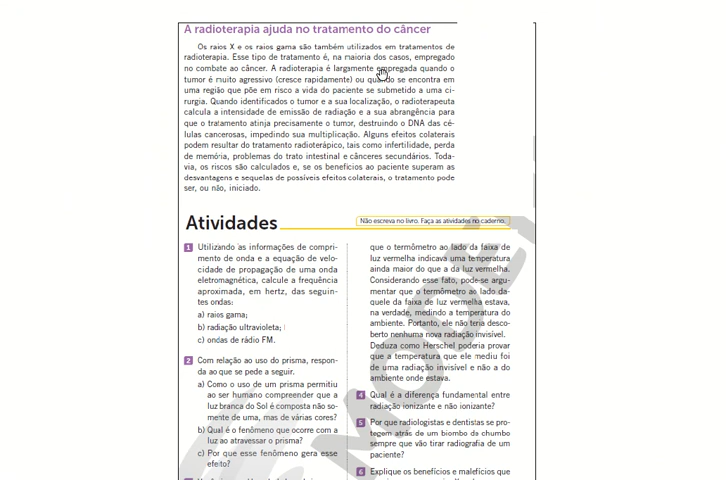 A radioterapia ajuda no tratamento do câncer
Os raios X e os raios gama são também utilizados em tratamentos de
radioterapia. Esse tipo de tratamento é, na maioria dos casos, empregado
no combate ao câncer. A radioterapia é largamente empregada quando o
tumor é muito agressivo (cresce rapidamente) ou quando se encontra em
uma região que põe em risco a vida do paciente se submetido a uma ci-
rurgia. Quando identificados o tumor e a sua localização, o radioterapeuta
calcula a intensidade de emissão de radiação e a sua abrangência para
que o tratamento atinja precisamente o tumor, destruindo o DNA das cé-
lulas cancerosas, impedindo sua multiplicação. Alguns efeitos colaterais
podem resultar do tratamento radioterápico, tais como infertilidade, perda
de memória, problemas do trato intestinal e cânceres secundários. Toda-
via, os riscos são calculados e, se os benefícios ao paciente superam as
desvantagens e sequelas de possíveis efeitos colaterais, o tratamento pode
ser, ou não, iniciado.
Atividades
Não escreva no livro. Faça as atividades no caderno.
1 Utilizando as informações de compri-
mento de onda e a equação de velo-
cidade de propagação de uma onda
eletromagnética, calcule a frequência
aproximada, em hertz, das seguin-
tes ondas:
a) raios gama;
b) radiação ultravioleta;
c) ondas de rádio FM.
2 Com relação ao uso do prisma, respon-
da ao que se pede a seguir.
a) Como o uso de um prisma permitiu
ao ser humano compreender que a
luz branca do Sol é composta não so-
mente de uma, mas de várias cores?
b) Qual é o fenômeno que ocorre com a
luz ao atravessar o prisma?
c) Por que esse fenômeno gera esse
efeito?
que o termômetro ao lado da faixa de
luz vermelha indicava uma temperatura
ainda maior do que a da luz vermelha.
Considerando esse fato, pode-se argu-
mentar que o termômetro ao lado da-
quele da faixa de luz vermelha estava,
na verdade, medindo a temperatura do
ambiente. Portanto, ele não teria desco-
berto nenhuma nova radiação invisível.
Deduza como Herschel poderia provar
que a temperatura que ele mediu foi
de uma radiação invisível e não a do
ambiente onde estava.
4 Qual é a diferença fundamental entre
radiação ionizante e não ionizante?
5 Por que radiologistas e dentistas se pro-
tegem atrás de um biombo de chumbo
sempre que vão tirar radiografia de um
paciente?
6 Explique os benefícios e malefícios que